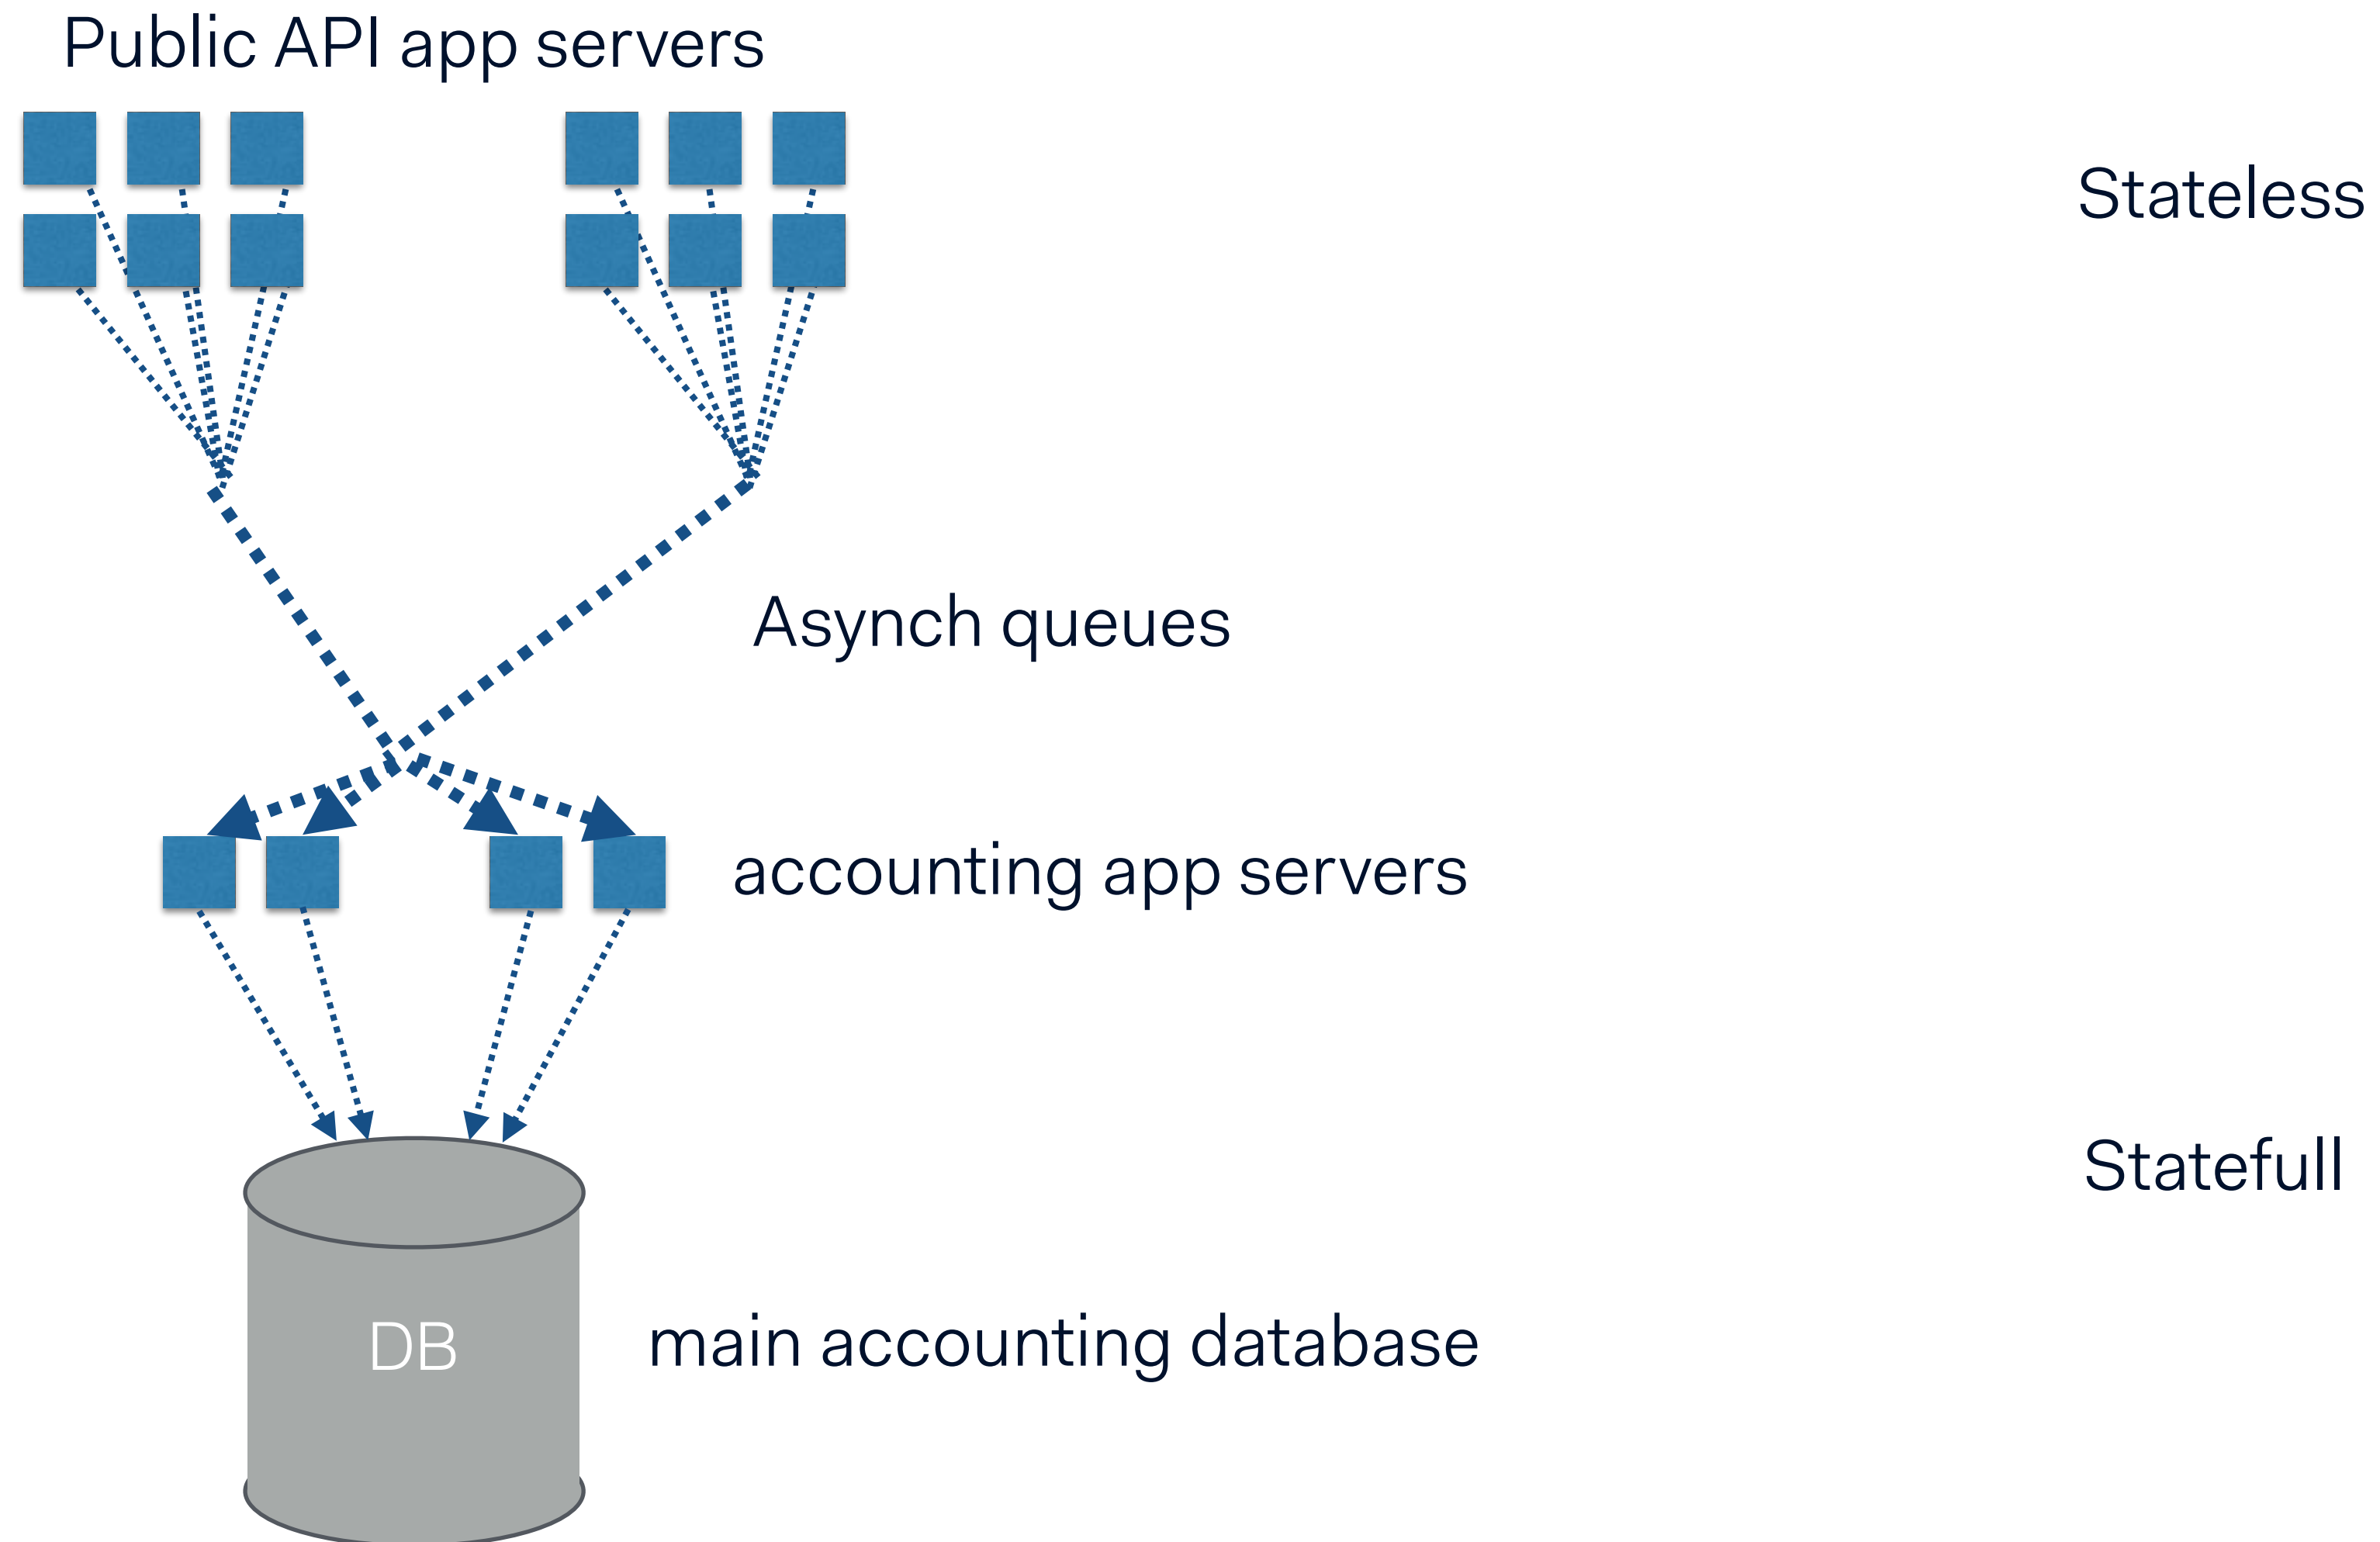 Public API app servers
Stateless
Asynch queues
accounting app servers
Statefull
DB
main accounting database